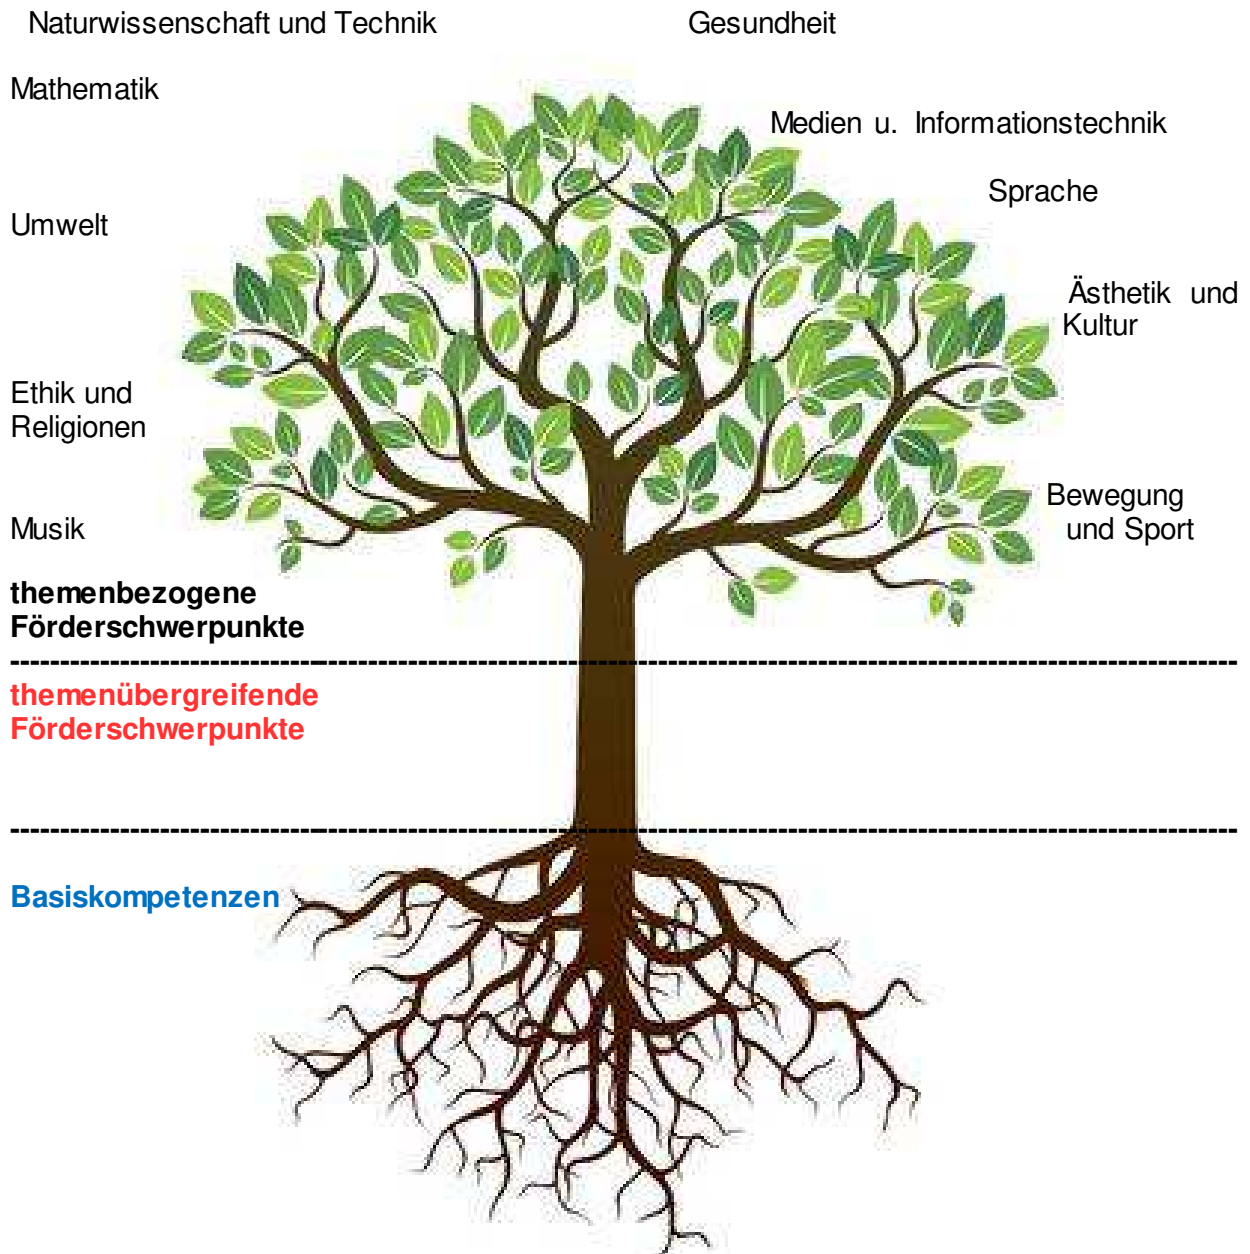 Naturwissenschaft und Technik
Gesundheit
Mathematik
Medien u. Informationstechnik
Sprache
Umwelt
Ästhetik und
Kultur
Ethik und
Religionen
Bewegung
und Sport
Musik
themenbezogene
Förderschwerpunkte
themenübergreifende
Förderschwerpunkte
Basiskompetenzen